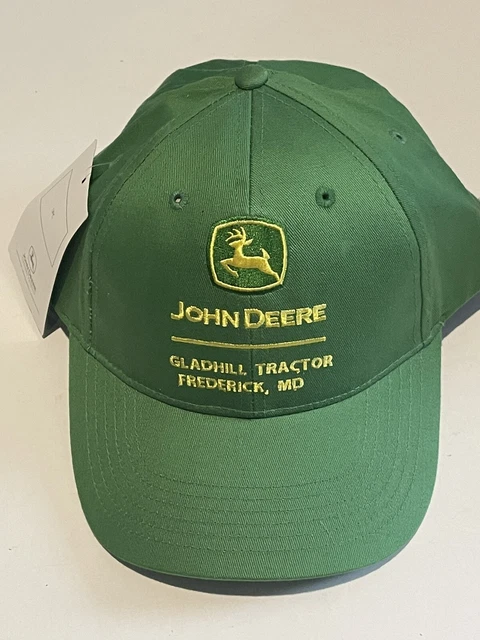 JOHN DEERE
GLADHILL TRACTOR
FREDERICK, MD